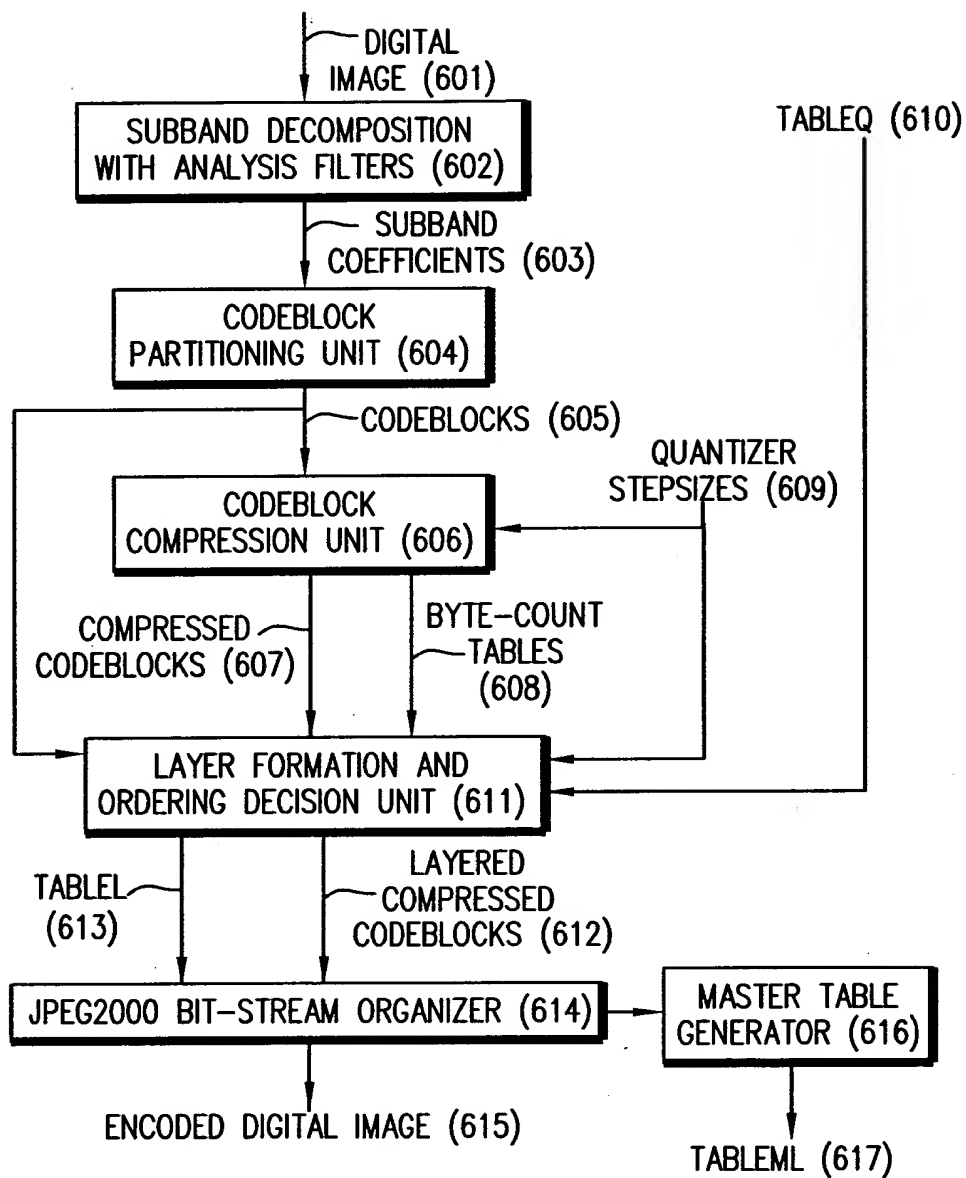 DIGITAL
IMAGE (601)
SUBBAND DECOMPOSITION
WITH ANALYSIS FILTERS (602)
TABLEQ (610)
SUBBAND
COEFFICIENTS (603)
CODEBLOCK
PARTITIONING UNIT (604)
CODEBLOCKS (605)
QUANTIZER
STEPSIZES (609)
CODEBLOCK
COMPRESSION UNIT (606)
COMPRESSED
CODEBLOCKS (607)
BYTE-COUNT
TABLES
(608)
LAYER FORMATION AND
ORDERING DECISION UNIT (611)
TABLEL
(613)
LAYERED
COMPRESSED
CODEBLOCKS (612)
JPEG2000 BIT-STREAM ORGANIZER (614)
MASTER TABLE
GENERATOR (616)
ENCODED DIGITAL IMAGE (615)
TABLEML (617)